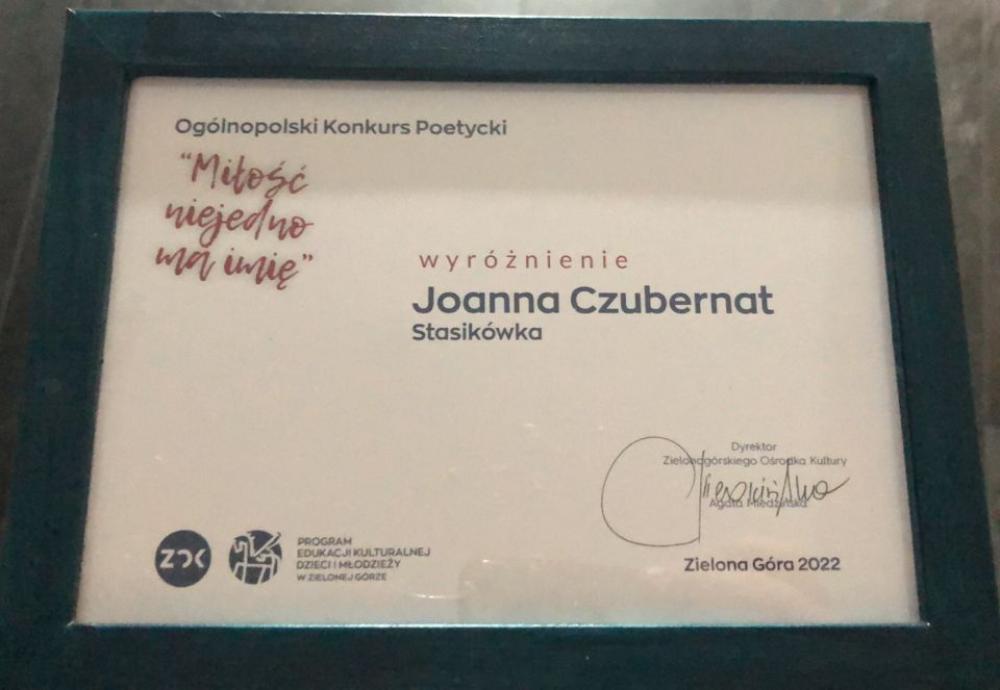 Ogólnopolski Konkurs Poetycki
"Miłość
niejedno
ma imię"
wyróżnienie
Joanna Czubernat
Stasikówka
Dyrektor
Zielonogórskiego Ośrodka Kultury
Agata Miedzińska
ZOK
PROGRAM
EDUKACJI KULTURALNEJ
DZIECI I MŁODZIEŻY
W ZIELONEJ GÓRZE
Zielona Góra 2022